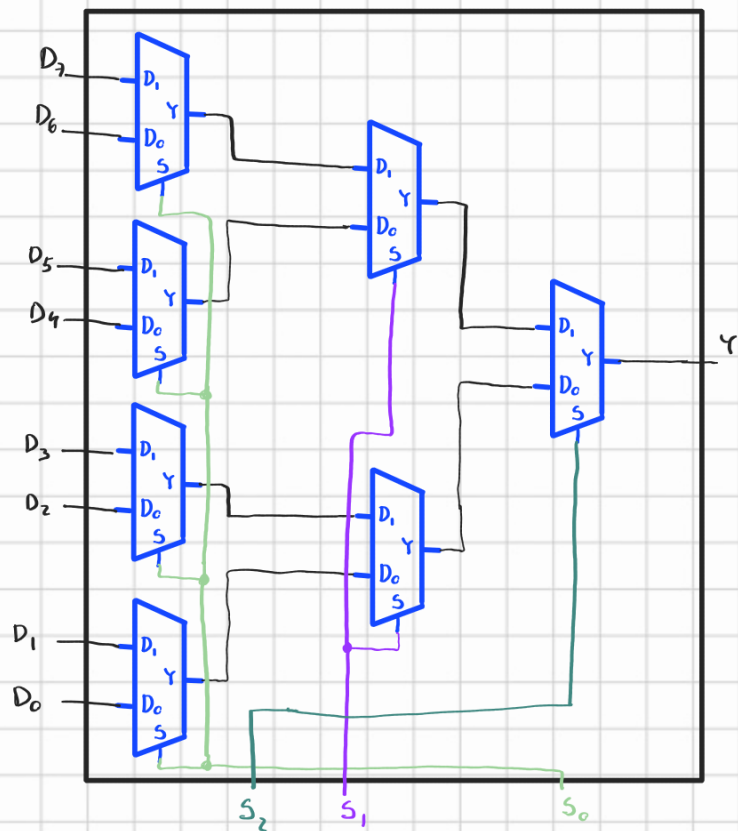 D₇
D₁
Y
D₆
D₀
S
D₁
Y
D₀
S
D₅
D₁
Y
D₄
D₀
S
D₁
Y
D₀
S
Y
D₃
D₁
Y
D₂
D₀
S
D₁
Y
D₀
S
D₁
D₁
Y
D₀
D₀
S
S₂
S₁
S₀